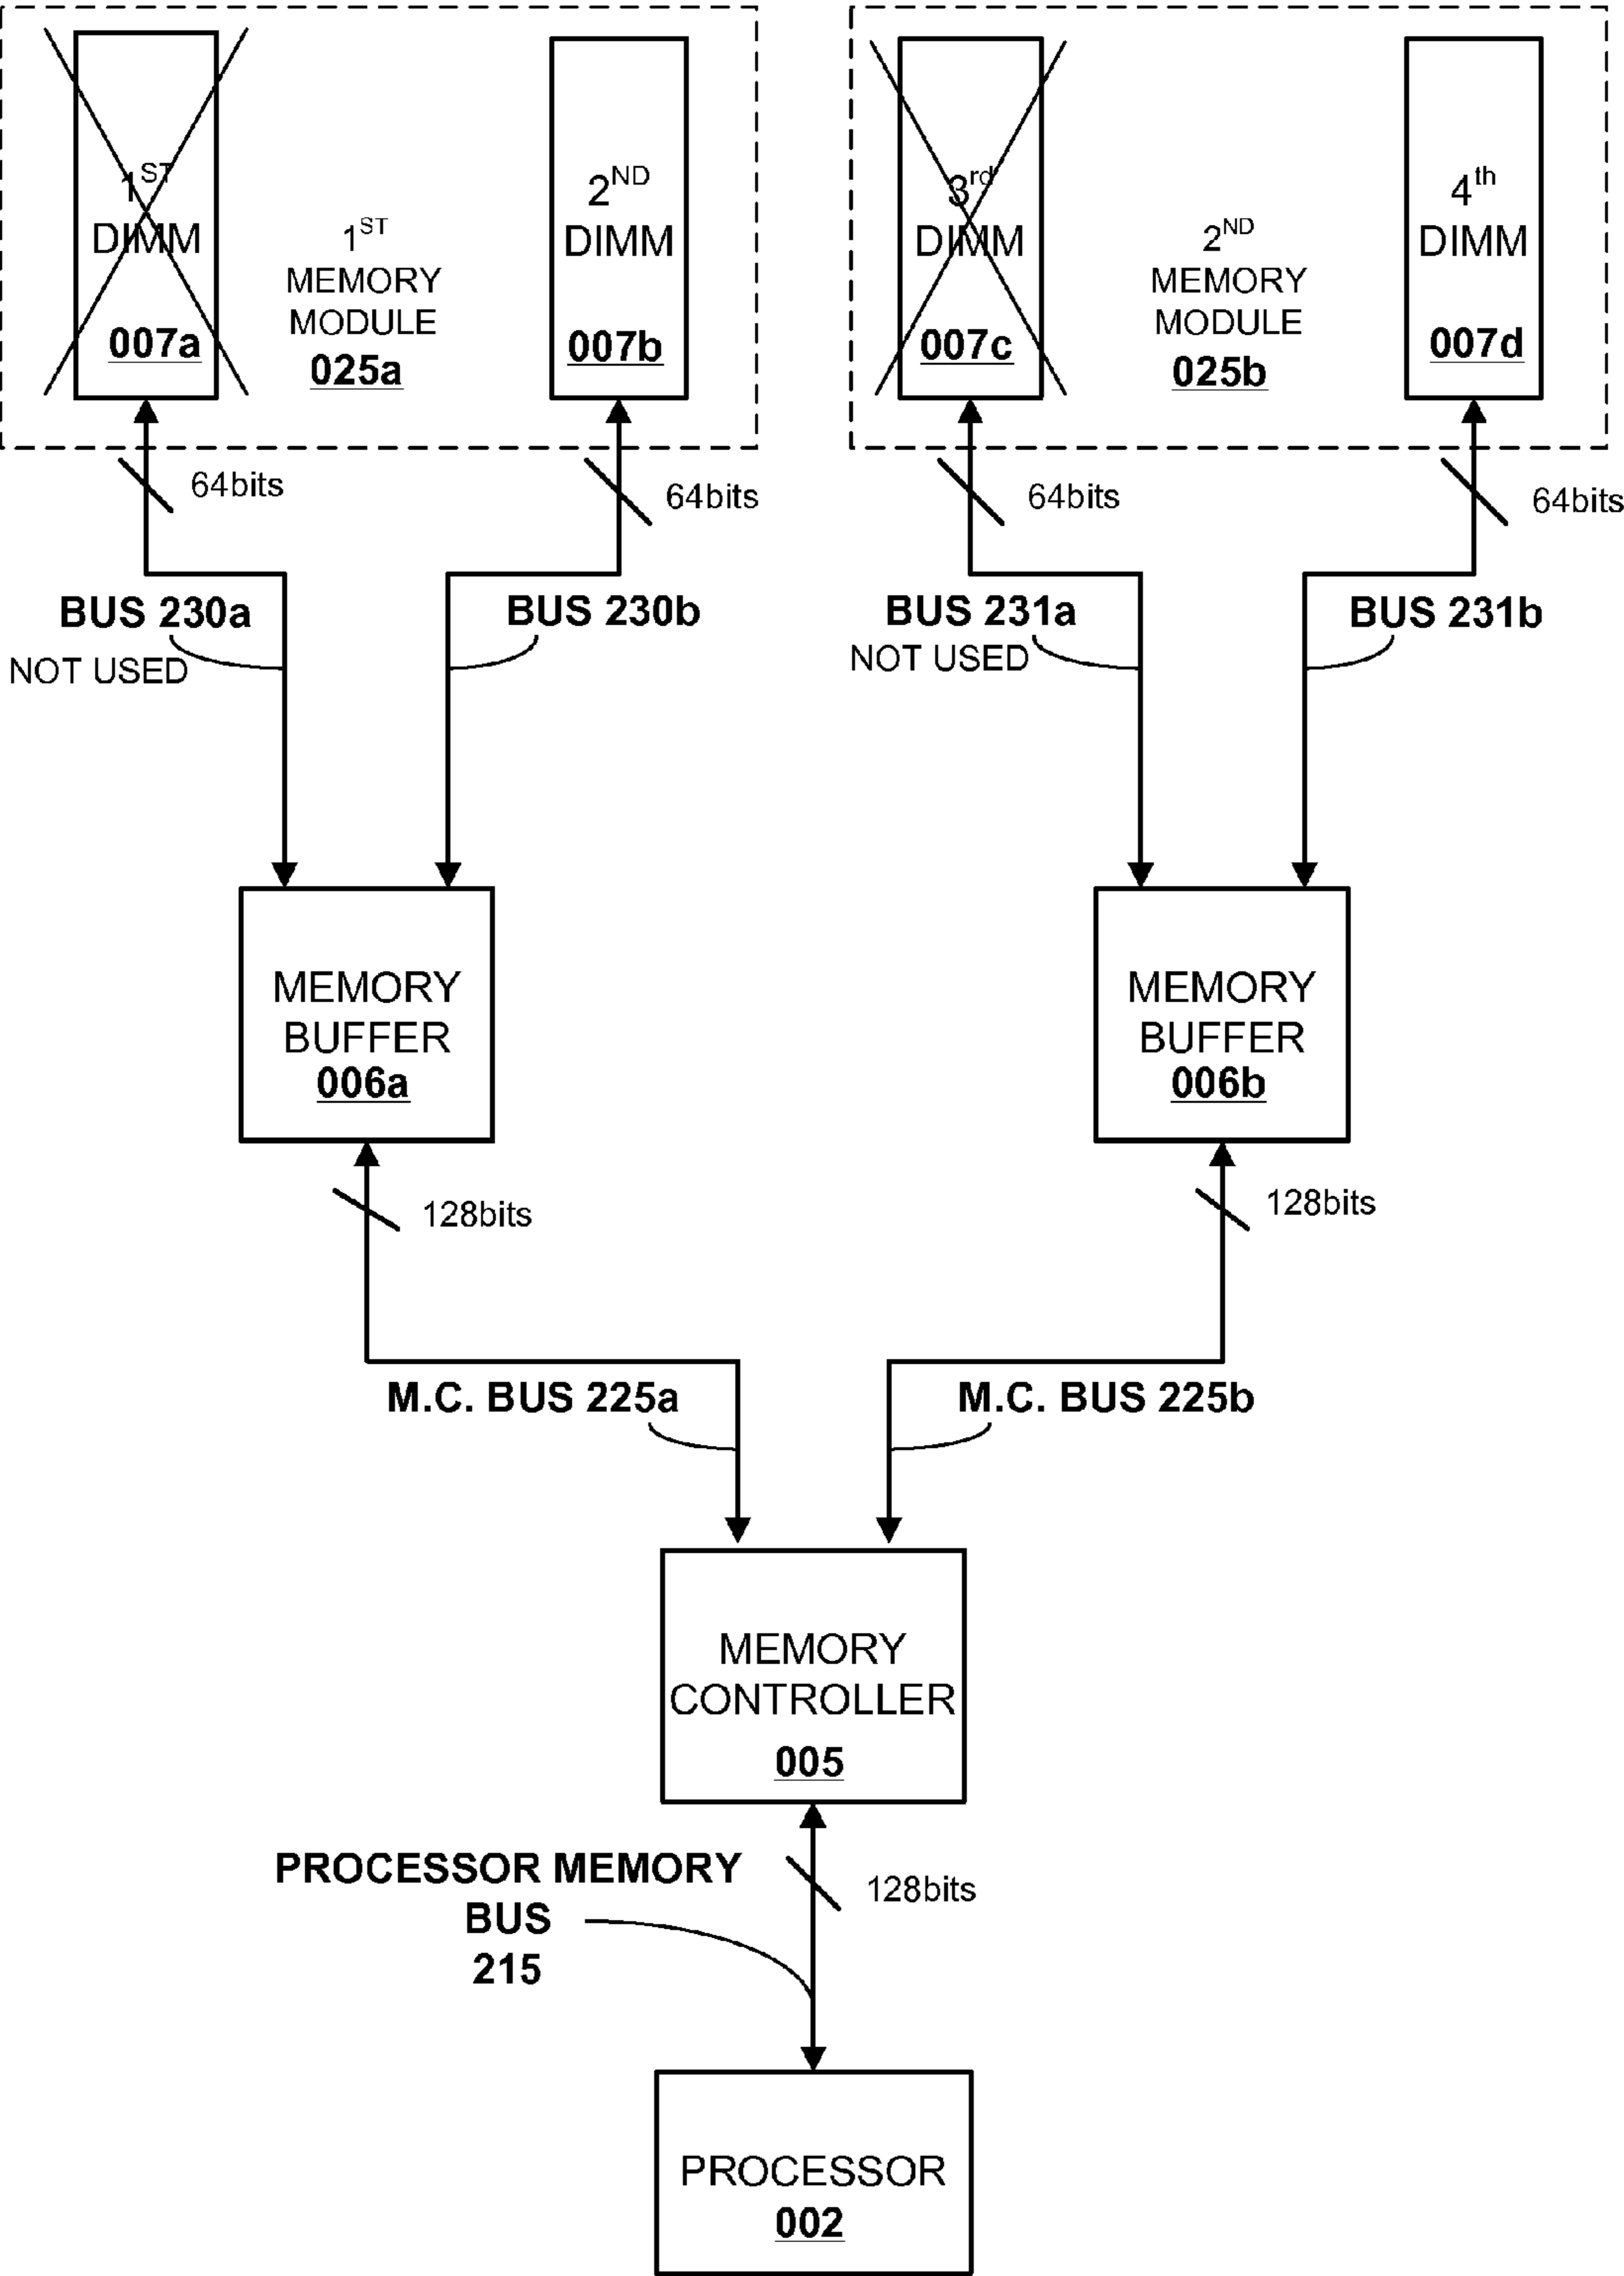 1ST
DIMM
007a
1ST
MEMORY
MODULE
025a
2ND
DIMM
007b
3rd
DIMM
007c
2ND
MEMORY
MODULE
025b
4th
DIMM
007d
64bits
64bits
64bits
64bits
BUS 230a
NOT USED
BUS 230b
BUS 231a
NOT USED
BUS 231b
MEMORY
BUFFER
006a
MEMORY
BUFFER
006b
128bits
128bits
M.C. BUS 225a
M.C. BUS 225b
MEMORY
CONTROLLER
005
PROCESSOR MEMORY
BUS
215
128bits
PROCESSOR
002